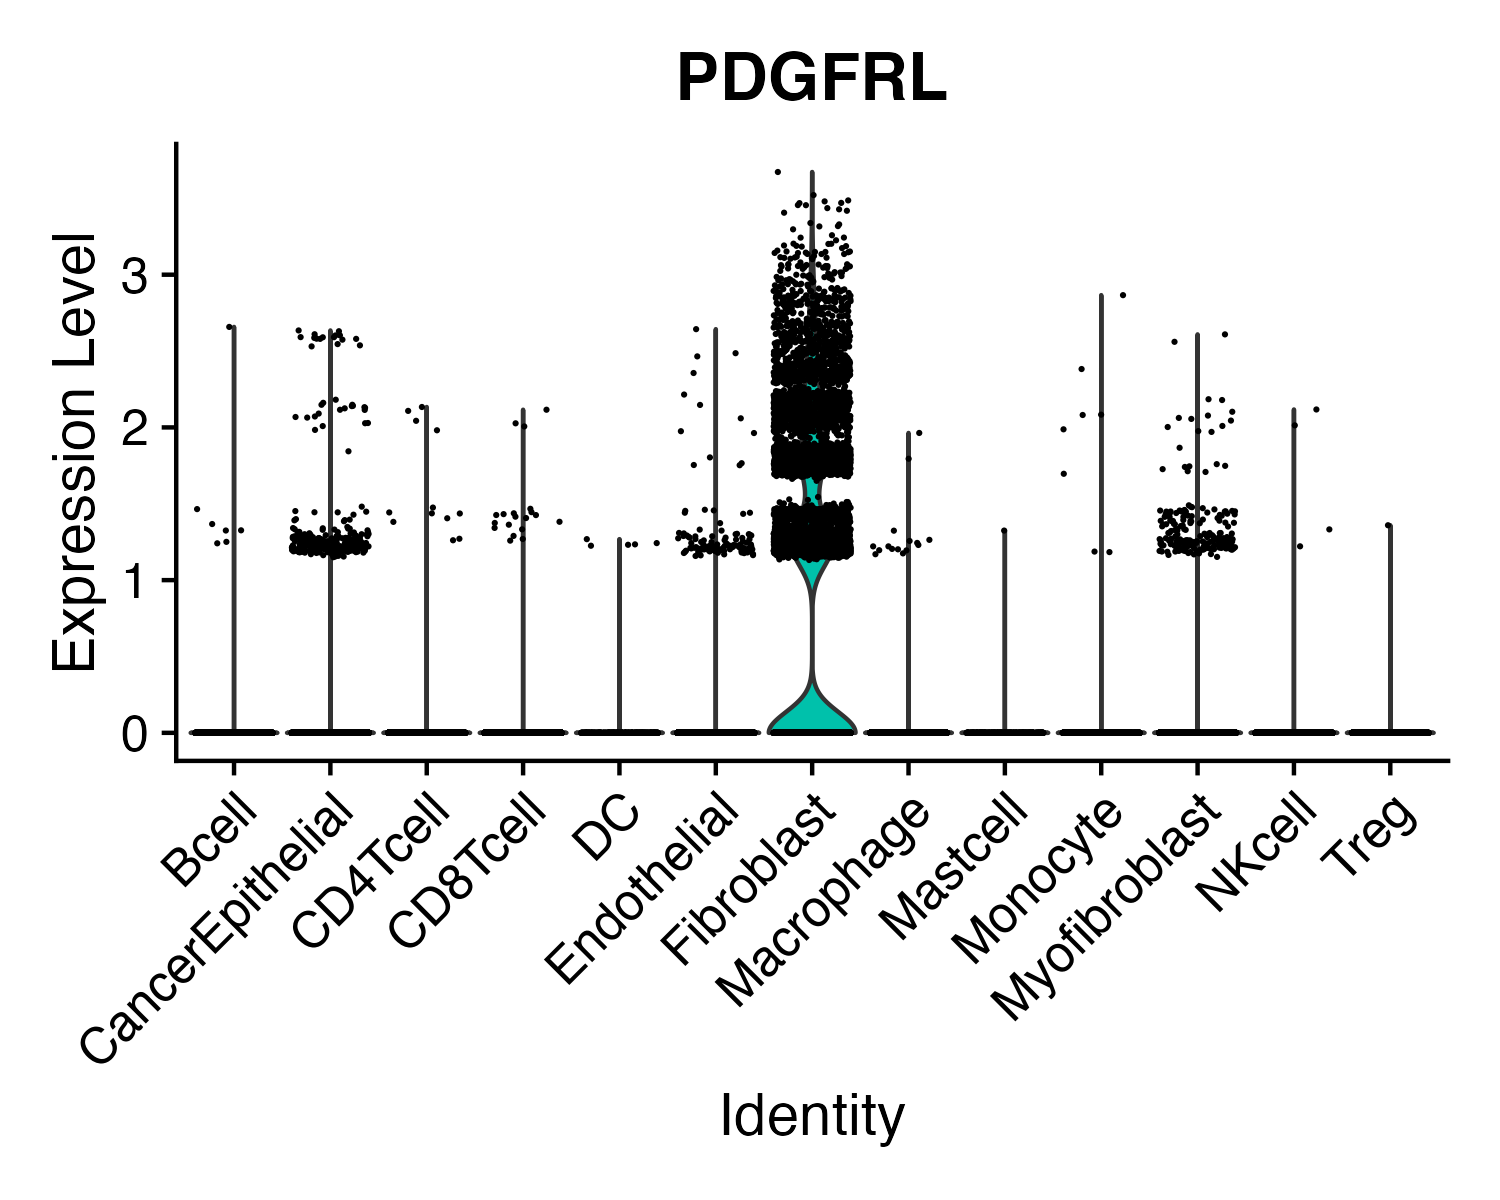 PDGFRL
Expression Level
3
2
1
0
Bcell
CancerEpithelial
CD4Tcell
CD8Tcell
DC
Endothelial
Fibroblast
Macrophage
Mastcell
Monocyte
Myofibroblast
NKcell
Treg
Identity